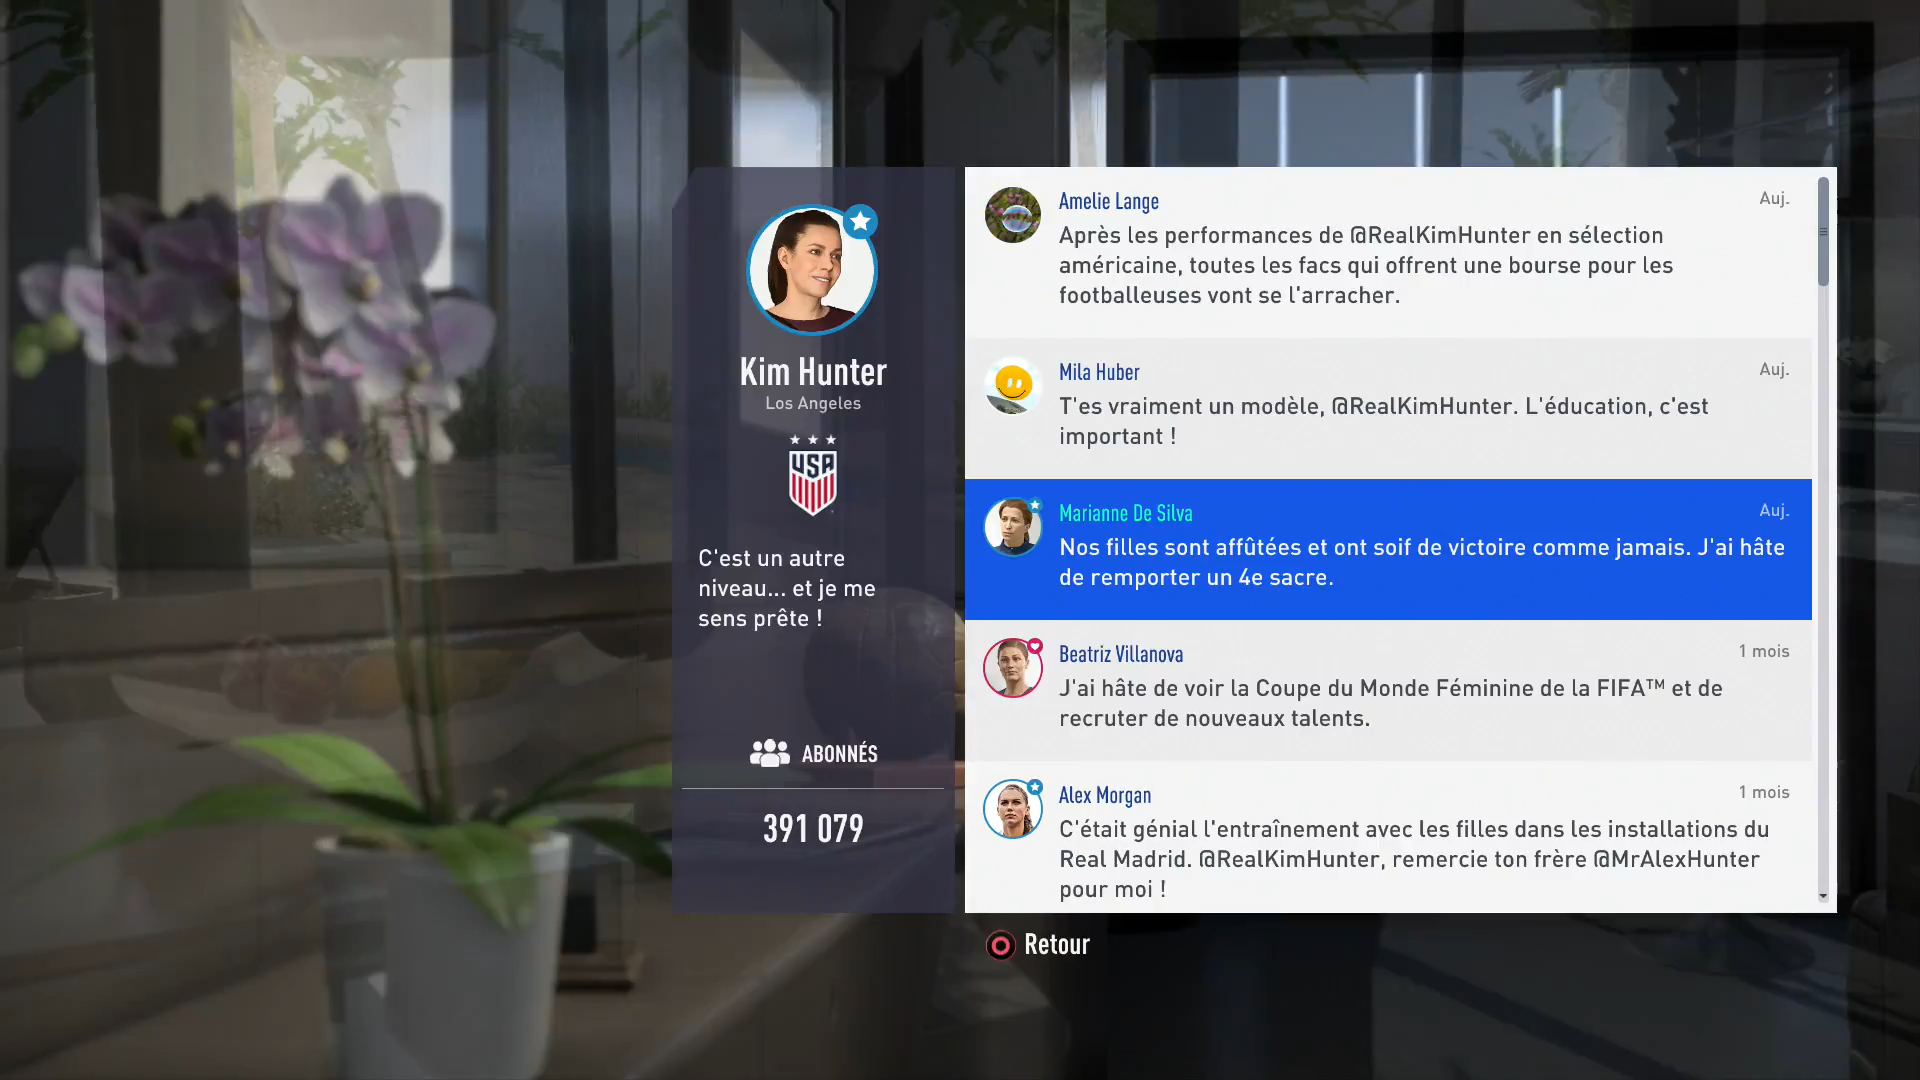 Kim Hunter
Los Angeles
USA
C'est un autre
niveau... et je me
sens prête !
ABONNÉS
391 079
Amelie Lange
Auj.
Après les performances de @RealKimHunter en sélection
américaine, toutes les facs qui offrent une bourse pour les
footballeuses vont se l'arracher.
Mila Huber
Auj.
T'es vraiment un modèle, @RealKimHunter. L'éducation, c'est
important !
Marianne De Silva
Auj.
Nos filles sont affûtées et ont soif de victoire comme jamais. J'ai hâte
de remporter un 4e sacre.
Beatriz Villanova
1 mois
J'ai hâte de voir la Coupe du Monde Féminine de la FIFA™ et de
recruter de nouveaux talents.
Alex Morgan
1 mois
C'était génial l'entraînement avec les filles dans les installations du
Real Madrid. @RealKimHunter, remercie ton frère @MrAlexHunter
pour moi !
Retour